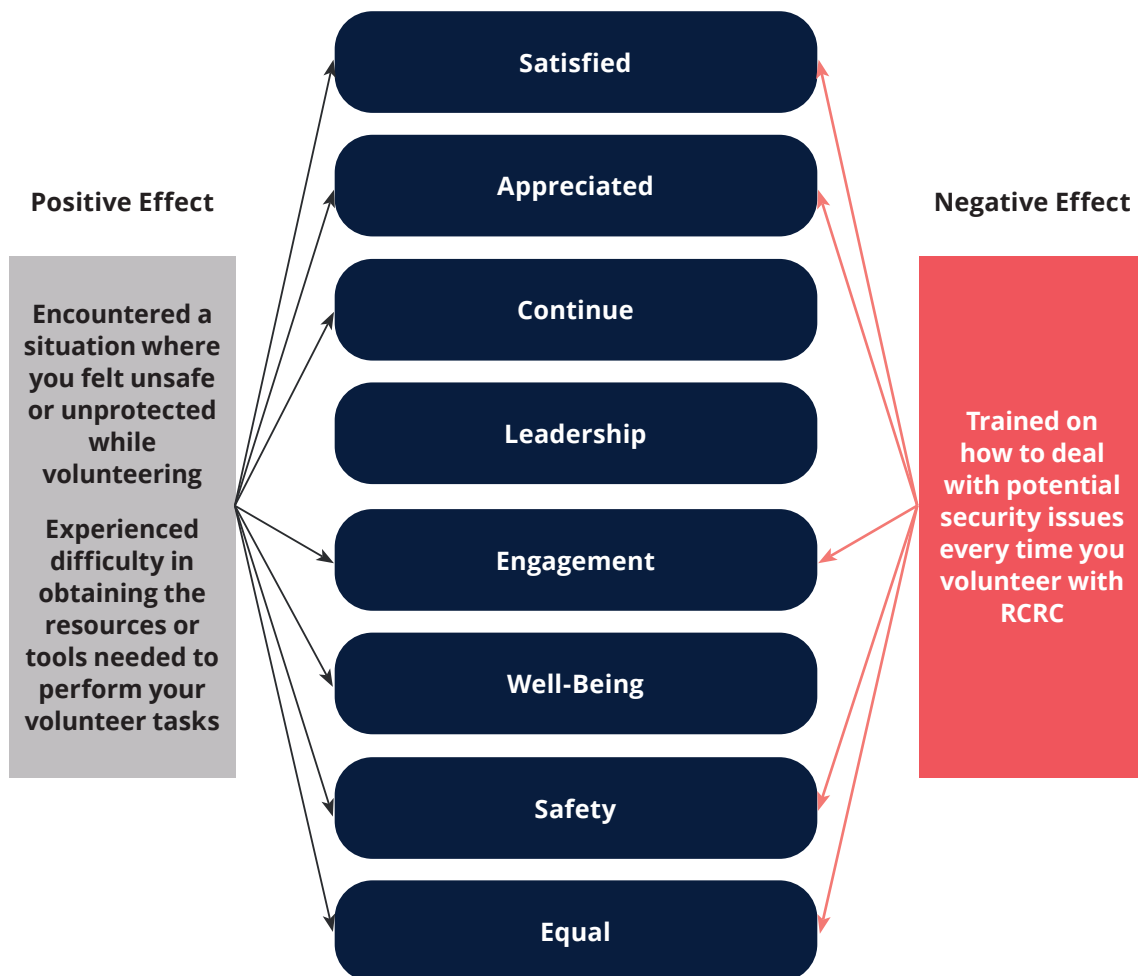 Positive Effect
Encountered a
situation where
you felt unsafe
or unprotected
while
volunteering
Experienced
difficulty in
obtaining the
resources or
tools needed to
perform your
volunteer tasks
Satisfied
Appreciated
Continue
Leadership
Engagement
Well-Being
Safety
Equal
Negative Effect
Trained on
how to deal
with potential
security issues
every time you
volunteer with
RCRC